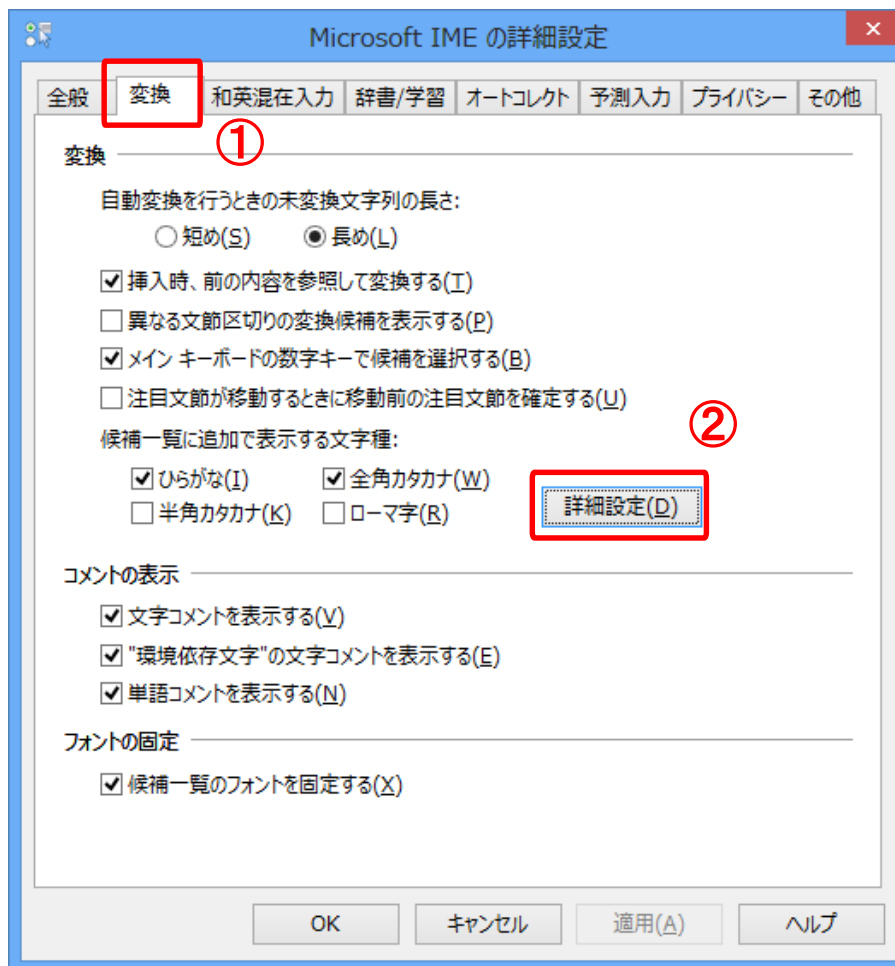 Microsoft IME の詳細設定
全般 変換 和英混在入力 辞書/学習 オートコレクト 予測入力 プライバシー その他
①
変換
自動変換を行うときの未変換文字列の長さ:
短め(S) 長め(L)
挿入時、前の内容を参照して変換する(T)
異なる文節区切りの変換候補を表示する(P)
メイン キーボードの数字キーで候補を選択する(B)
注目文節が移動するときに移動前の注目文節を確定する(U)
②
候補一覧に追加で表示する文字種:
ひらがな(I) 全角カタカナ(W)
半角カタカナ(K) ローマ字(R) 詳細設定(D)
コメントの表示
文字コメントを表示する(V)
"環境依存文字"の文字コメントを表示する(E)
単語コメントを表示する(N)
フォントの固定
候補一覧のフォントを固定する(X)
OK キャンセル 適用(A) ヘルプ